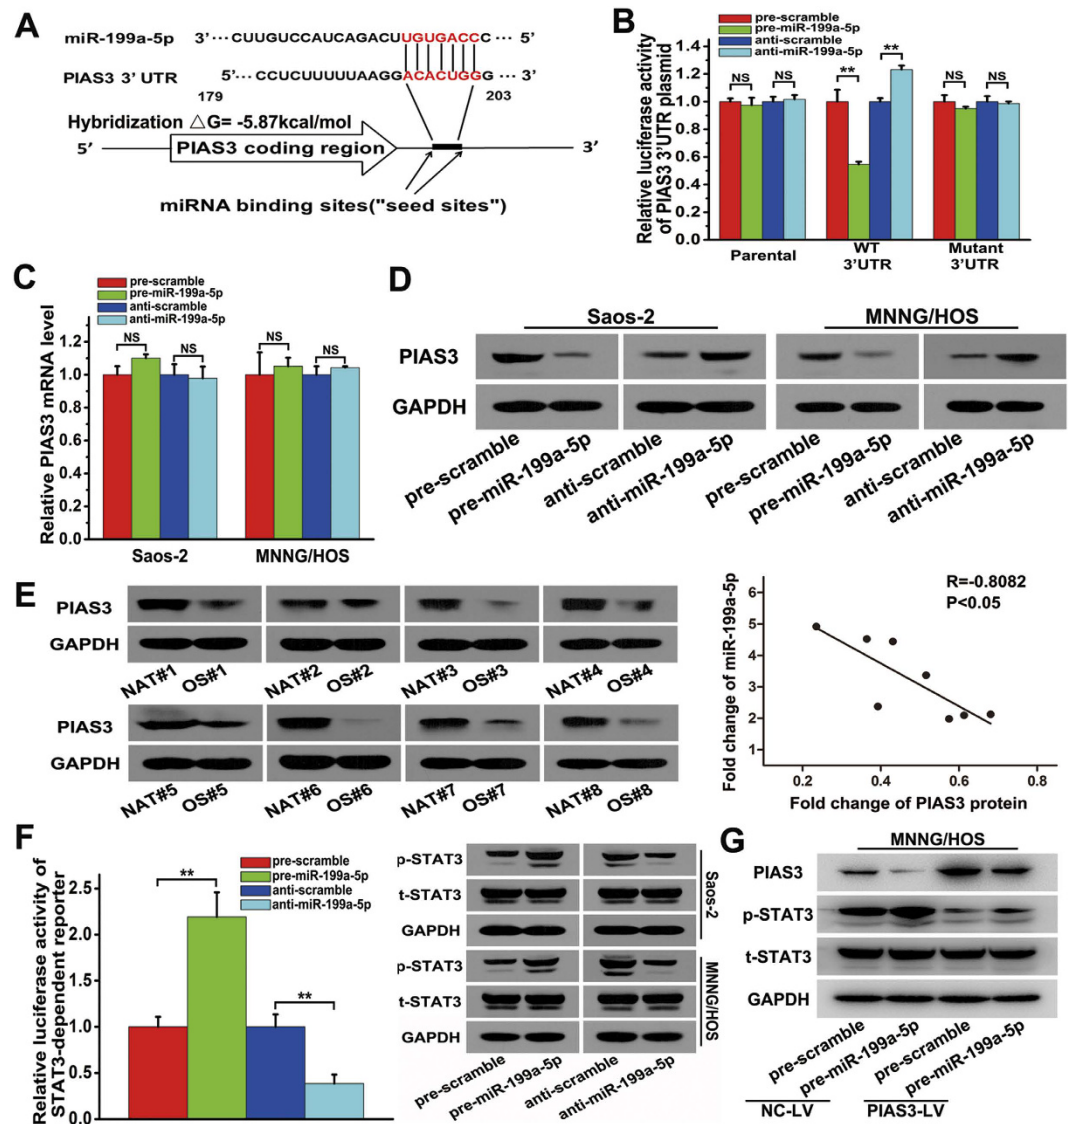 A
miR-199a-5p 3'··· CUUGUCCAUCAGACUUGUGACCC ··· 5'
PIAS3 3' UTR 5'··· CCUCUUUUUAAGGACACUGGG ··· 3'
179 203
Hybridization △G= -5.87kcal/mol
5' PIAS3 coding region 3'
miRNA binding sites("seed sites")
B
pre-scramble
pre-miR-199a-5p
anti-scramble
anti-miR-199a-5p
Relative luciferase activity
of PIAS3 3'UTR plasmid
1.4
1.2
1.0
0.8
0.6
0.4
0.2
0.0
NS NS ** ** NS NS
Parental WT Mutant
3'UTR 3'UTR
C
pre-scramble
pre-miR-199a-5p
anti-scramble
anti-miR-199a-5p
Relative PIAS3 mRNA level
1.2
1.0
0.8
0.6
0.4
0.2
0.0
NS NS NS NS
Saos-2 MNNG/HOS
D
Saos-2 MNNG/HOS
PIAS3
GAPDH
pre-scramble pre-miR-199a-5p anti-scramble anti-miR-199a-5p pre-scramble pre-miR-199a-5p anti-scramble anti-miR-199a-5p
E
PIAS3
GAPDH
NAT#1 OS#1 NAT#2 OS#2 NAT#3 OS#3 NAT#4 OS#4
PIAS3
GAPDH
NAT#5 OS#5 NAT#6 OS#6 NAT#7 OS#7 NAT#8 OS#8
Fold change of miR-199a-5p
R=-0.8082
P<0.05
6
5
4
3
2
1
0.2 0.4 0.6 0.8
Fold change of PIAS3 protein
F
Relative luciferase activity of
STAT3-dependent reporter
pre-scramble
pre-miR-199a-5p
anti-scramble
anti-miR-199a-5p
2.5
2.0
1.5
1.0
0.5
0.0
** **
p-STAT3
t-STAT3
GAPDH
Saos-2
p-STAT3
t-STAT3
GAPDH
MNNG/HOS
pre-scramble pre-miR-199a-5p anti-scramble anti-miR-199a-5p
G
MNNG/HOS
PIAS3
p-STAT3
t-STAT3
GAPDH
pre-scramble pre-miR-199a-5p pre-scramble pre-miR-199a-5p
NC-LV PIAS3-LV